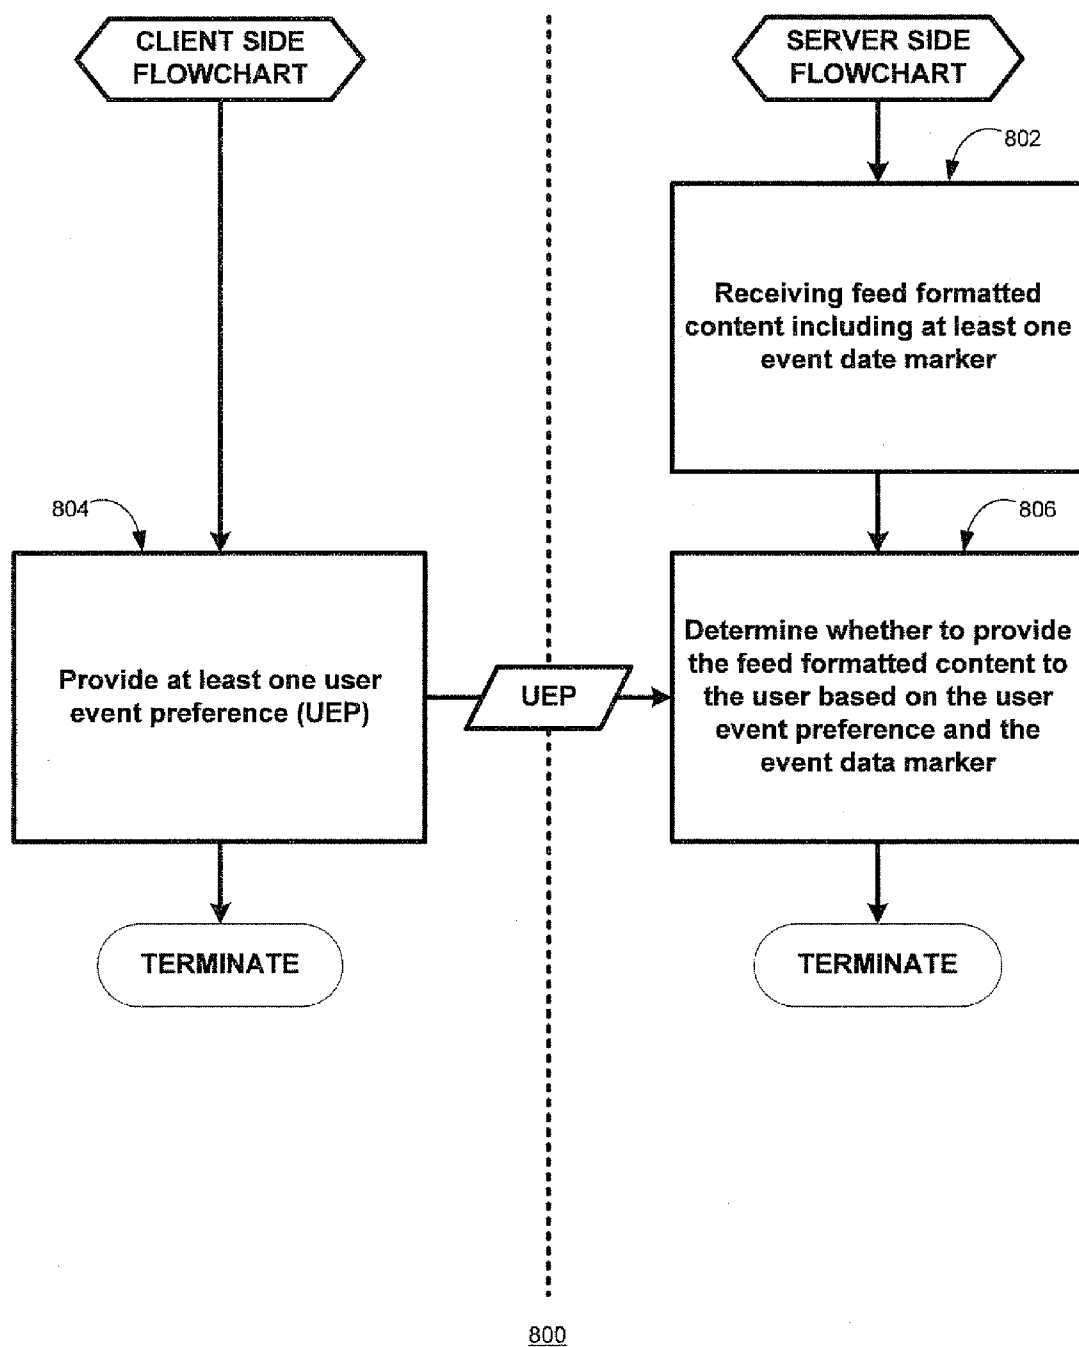 CLIENT SIDE
FLOWCHART
SERVER SIDE
FLOWCHART
802
Receiving feed formatted
content including at least one
event date marker
804
806
Provide at least one user
event preference (UEP)
UEP
Determine whether to provide
the feed formatted content to
the user based on the user
event preference and the
event data marker
TERMINATE
TERMINATE
800